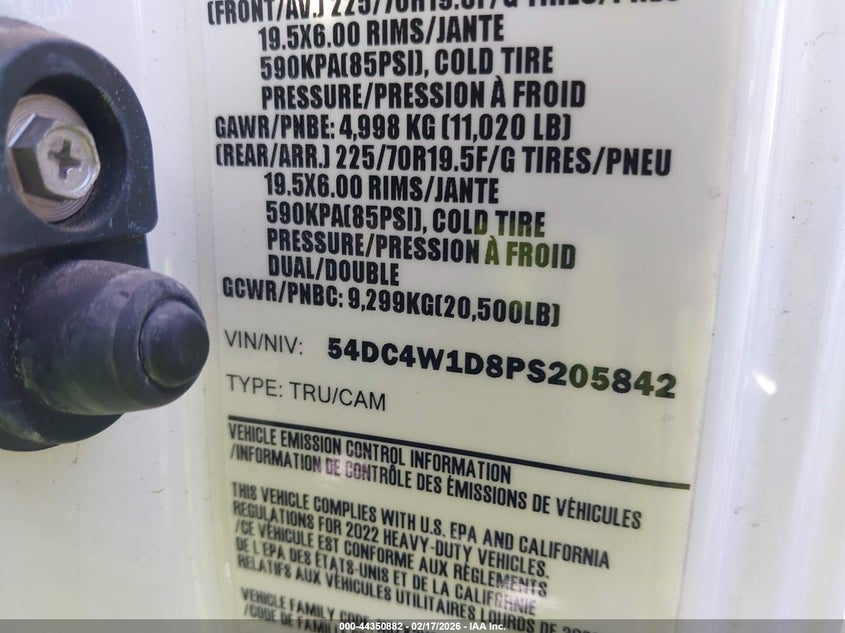 (FRONT/AV.) 225/70R19.5F/G TIRES/PNEU
19.5X6.00 RIMS/JANTE
590KPA(85PSI), COLD TIRE
PRESSURE/PRESSION À FROID
GAWR/PNBE: 4,998 KG (11,020 LB)
(REAR/ARR.) 225/70R19.5F/G TIRES/PNEU
19.5X6.00 RIMS/JANTE
590KPA(85PSI), COLD TIRE
PRESSURE/PRESSION À FROID
DUAL/DOUBLE
GCWR/PNBC: 9,299KG(20,500LB)
VIN/NIV: 54DC4W1D8PS205842
TYPE: TRU/CAM
VEHICLE EMISSION CONTROL INFORMATION
/INFORMATION DE CONTRÔLE DES ÉMISSIONS DE VÉHICULES
THIS VEHICLE COMPLIES WITH U.S. EPA AND CALIFORNIA
REGULATIONS FOR 2022 HEAVY-DUTY VEHICLES.
/CE VÉHICULE EST CONFORME AUX RÈGLEMENTS
DE L'EPA DES ÉTATS-UNIS ET DE LA CALIFORNIE
RELATIFS AUX VÉHICULES UTILITAIRES LOURDS DE
VEHICLE FAMILY
/CODE DE
000-44350882 - 02/17/2026 - IAA Inc.